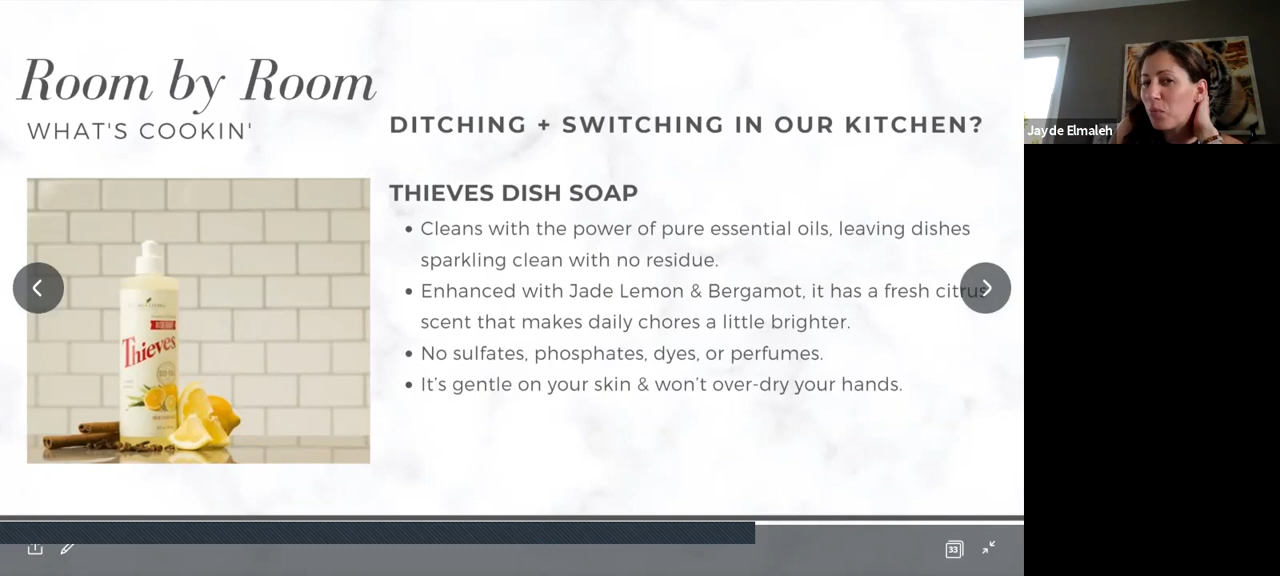 Room by Room
WHAT'S COOKIN'
DITCHING + SWITCHING IN OUR KITCHEN?
THIEVES DISH SOAP
• Cleans with the power of pure essential oils, leaving dishes
sparkling clean with no residue.
• Enhanced with Jade Lemon & Bergamot, it has a fresh citrus
scent that makes daily chores a little brighter.
• No sulfates, phosphates, dyes, or perfumes.
• It’s gentle on your skin & won’t over-dry your hands.
Thieves
Jayde Elmaleh
33